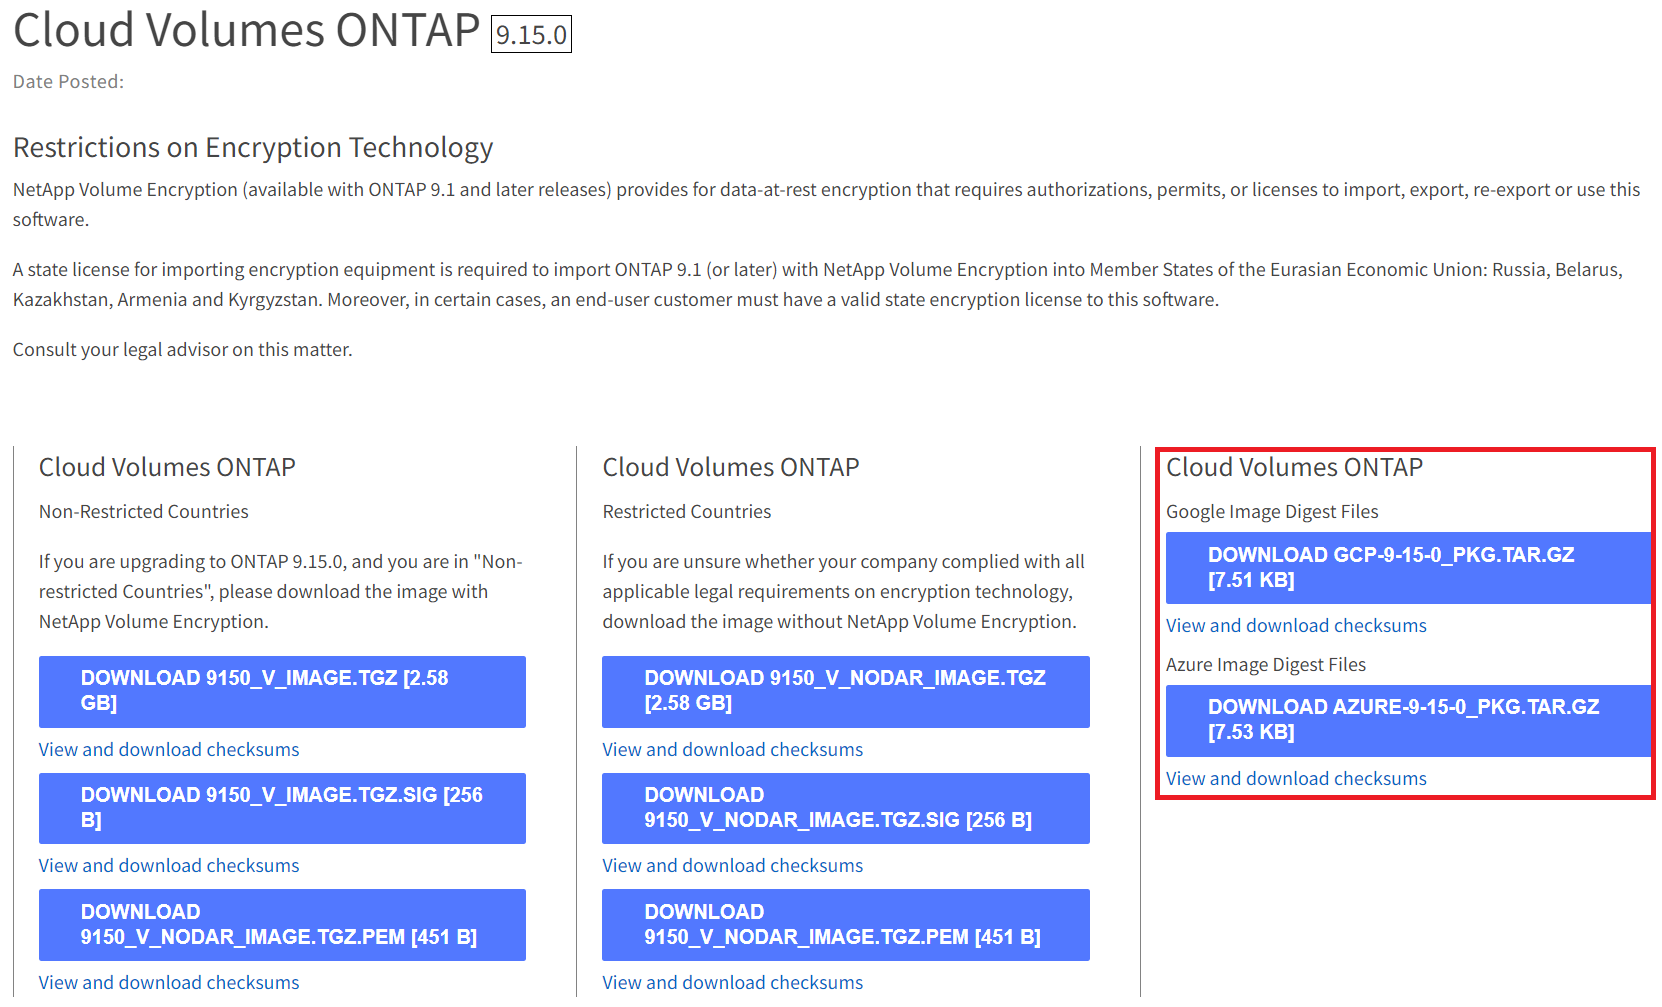 Cloud Volumes ONTAP 9.15.0
Date Posted:
Restrictions on Encryption Technology
NetApp Volume Encryption (available with ONTAP 9.1 and later releases) provides for data-at-rest encryption that requires authorizations, permits, or licenses to import, export, re-export or use this
software.
A state license for importing encryption equipment is required to import ONTAP 9.1 (or later) with NetApp Volume Encryption into Member States of the Eurasian Economic Union: Russia, Belarus,
Kazakhstan, Armenia and Kyrgyzstan. Moreover, in certain cases, an end-user customer must have a valid state encryption license to this software.
Consult your legal advisor on this matter.
Cloud Volumes ONTAP
Non-Restricted Countries
If you are upgrading to ONTAP 9.15.0, and you are in "Non-
restricted Countries", please download the image with
NetApp Volume Encryption.
DOWNLOAD 9150_V_IMAGE.TGZ [2.58
GB]
View and download checksums
DOWNLOAD 9150_V_IMAGE.TGZ.SIG [256
B]
View and download checksums
DOWNLOAD
9150_V_NODAR_IMAGE.TGZ.PEM [451 B]
View and download checksums
Cloud Volumes ONTAP
Restricted Countries
If you are unsure whether your company complied with all
applicable legal requirements on encryption technology,
download the image without NetApp Volume Encryption.
DOWNLOAD 9150_V_NODAR_IMAGE.TGZ
[2.58 GB]
View and download checksums
DOWNLOAD
9150_V_NODAR_IMAGE.TGZ.SIG [256 B]
View and download checksums
DOWNLOAD
9150_V_NODAR_IMAGE.TGZ.PEM [451 B]
View and download checksums
Cloud Volumes ONTAP
Google Image Digest Files
DOWNLOAD GCP-9-15-0_PKG.TAR.GZ
[7.51 KB]
View and download checksums
Azure Image Digest Files
DOWNLOAD AZURE-9-15-0_PKG.TAR.GZ
[7.53 KB]
View and download checksums